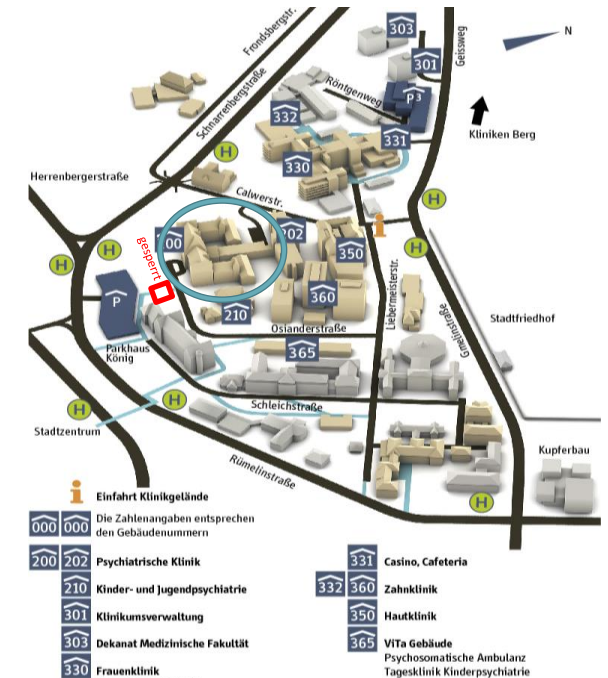 303
Frondsbergstr.
Geissweg
N
301
Schnarrenbergstraße
Röntgenweg
P 3
332
331
Kliniken Berg
H
330
Herrenbergerstraße
Calwerstr.
H
i
200
202
H
H
350
H
gesperrt
Liebermeisterstr.
P
360
210
Gmelinstraße
Stadtfriedhof
Osianderstraße
Parkhaus
König
365
H
H
Schleichstraße
Stadtzentrum
Rümelinstraße
Kupferbau
H
i Einfahrt Klinikgelände
000 000 Die Zahlenangaben entsprechen
den Gebäudenummern
200 202 Psychiatrische Klinik
210 Kinder- und Jugendpsychiatrie
301 Klinikumsverwaltung
303 Dekanat Medizinische Fakultät
330 Frauenklinik
331 Casino, Cafeteria
332 360 Zahnklinik
350 Hautklinik
365 ViTa Gebäude
Psychosomatische Ambulanz
Tagesklinik Kinderpsychiatrie